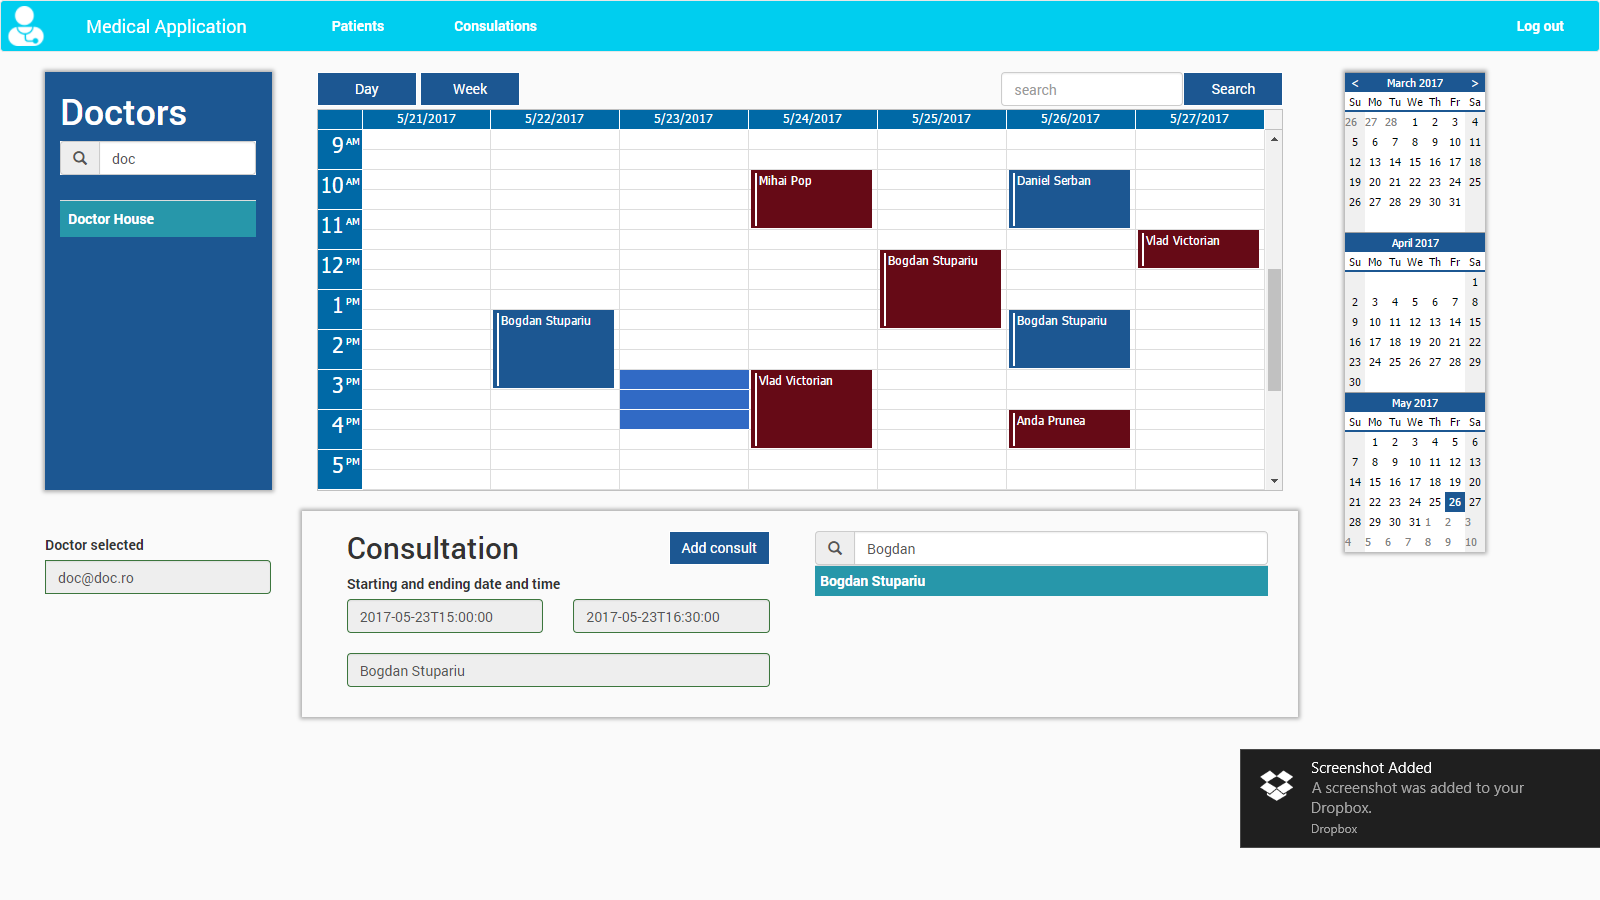 Medical Application Patients Consulations Log out
Doctors
doc
Doctor House
Doctor selected
doc@doc.ro
Day Week search Search
5/21/2017 5/22/2017 5/23/2017 5/24/2017 5/25/2017 5/26/2017 5/27/2017
9 AM
10 AM
11 AM
12 PM
1 PM
2 PM
3 PM
4 PM
5 PM
Mihai Pop
Daniel Serban
Vlad Victorian
Bogdan Stupariu
Bogdan Stupariu
Bogdan Stupariu
Vlad Victorian
Anda Prunea
Consultation Add consult
Starting and ending date and time
2017-05-23T15:00:00 2017-05-23T16:30:00
Bogdan Stupariu
Bogdan
Bogdan Stupariu
< March 2017 >
Su Mo Tu We Th Fr Sa
26 27 28 1 2 3 4
5 6 7 8 9 10 11
12 13 14 15 16 17 18
19 20 21 22 23 24 25
26 27 28 29 30 31
April 2017
Su Mo Tu We Th Fr Sa
1
2 3 4 5 6 7 8
9 10 11 12 13 14 15
16 17 18 19 20 21 22
23 24 25 26 27 28 29
30
May 2017
Su Mo Tu We Th Fr Sa
1 2 3 4 5 6
7 8 9 10 11 12 13
14 15 16 17 18 19 20
21 22 23 24 25 26 27
28 29 30 31 1 2 3
4 5 6 7 8 9 10
Screenshot Added
A screenshot was added to your
Dropbox.
Dropbox